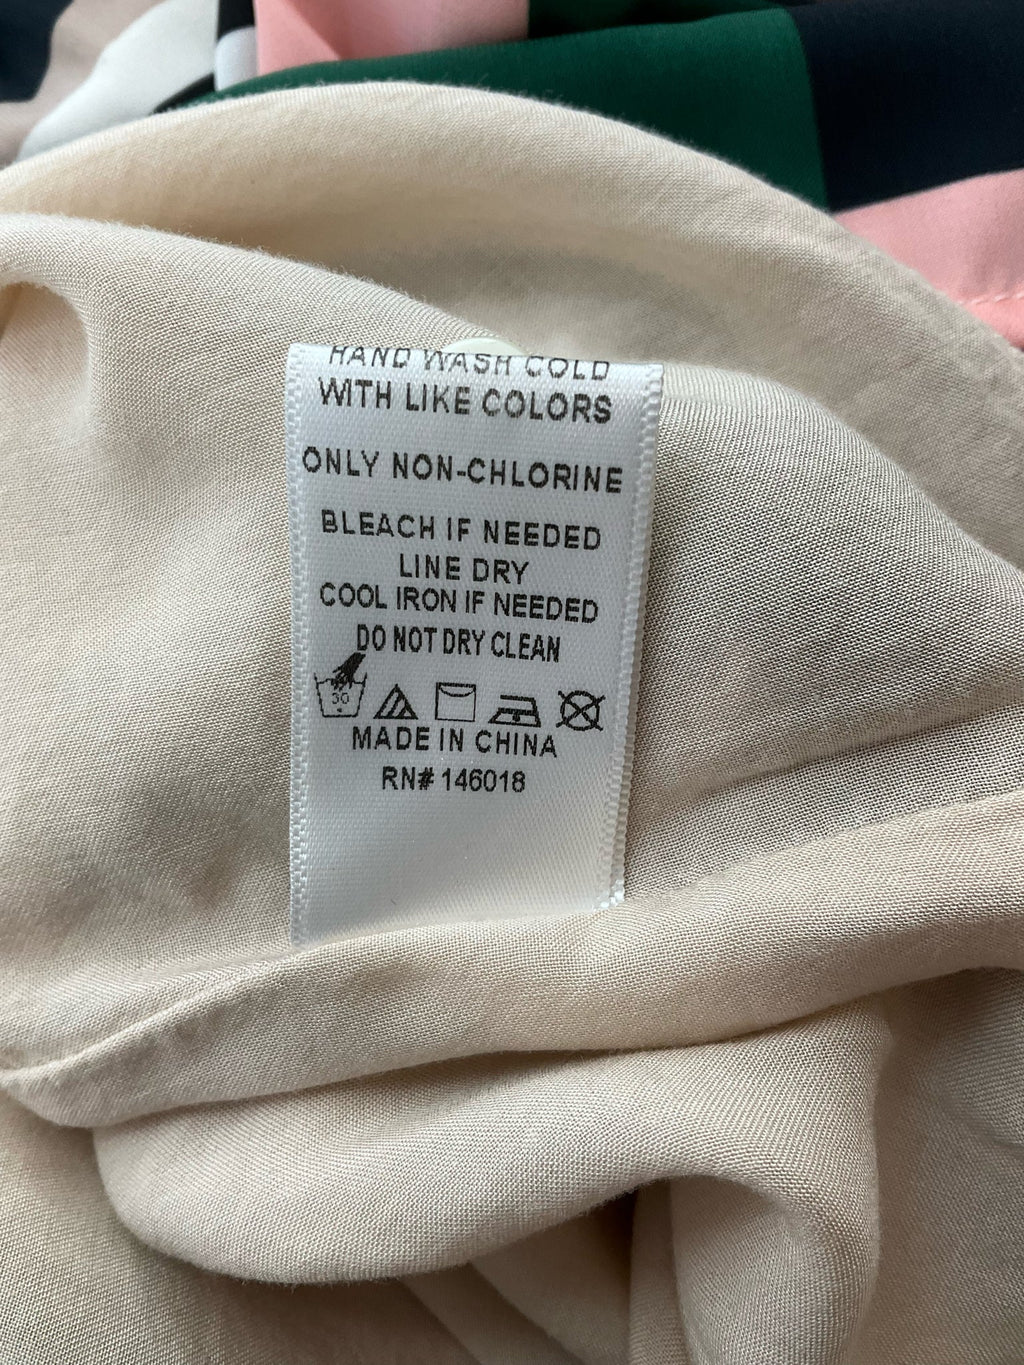 HAND WASH COLD
WITH LIKE COLORS
ONLY NON-CHLORINE
BLEACH IF NEEDED
LINE DRY
COOL IRON IF NEEDED
DO NOT DRY CLEAN
30
MADE IN CHINA
RN# 146018